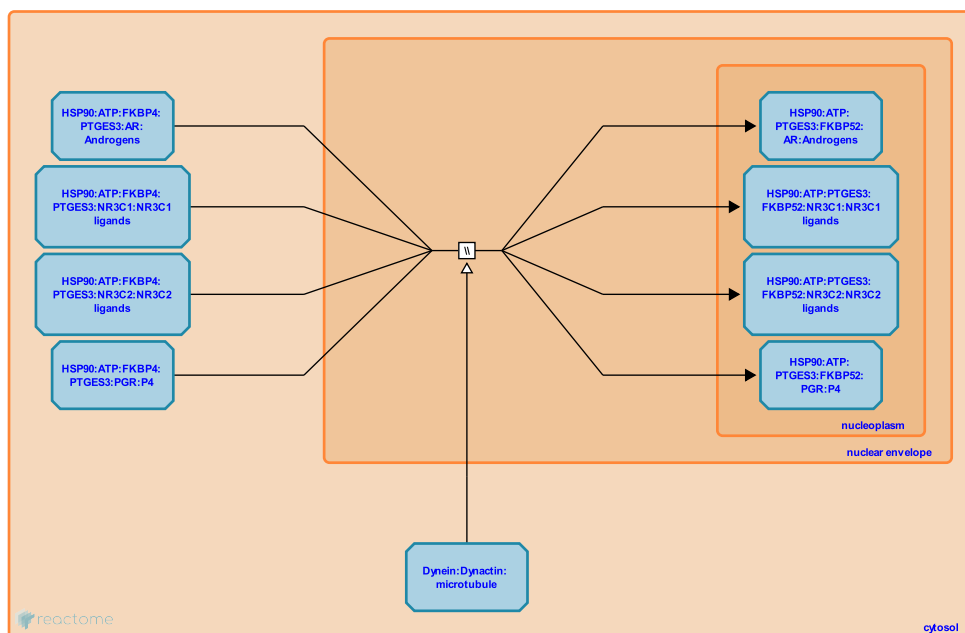 HSP90:ATP:FKBP4:
PTGES3:AR:
Androgens
HSP90:ATP:FKBP4:
PTGES3:NR3C1:NR3C1
ligands
HSP90:ATP:FKBP4:
PTGES3:NR3C2:NR3C2
ligands
HSP90:ATP:FKBP4:
PTGES3:PGR:P4
\\
HSP90:ATP:
PTGES3:FKBP52:
AR:Androgens
HSP90:ATP:PTGES3:
FKBP52:NR3C1:NR3C1
ligands
HSP90:ATP:PTGES3:
FKBP52:NR3C2:NR3C2
ligands
HSP90:ATP:
PTGES3:FKBP52:
PGR:P4
nucleoplasm
nuclear envelope
Dynein:Dynactin:
microtubule
reactome
cytosol